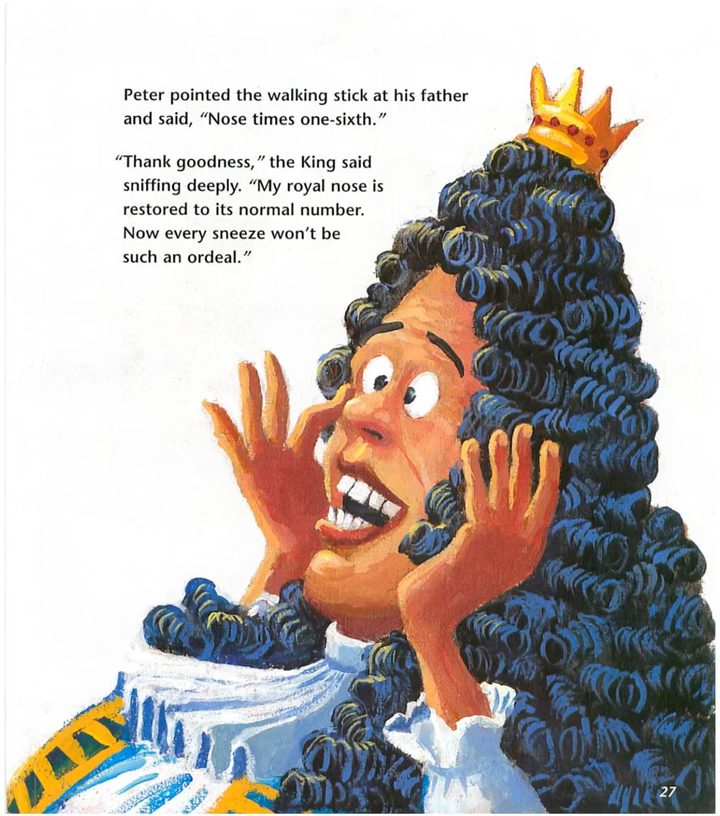 Peter pointed the walking stick at his father
and said, “Nose times one-sixth.”
“Thank goodness,” the King said
sniffing deeply. “My royal nose is
restored to its normal number.
Now every sneeze won’t be
such an ordeal.”
27